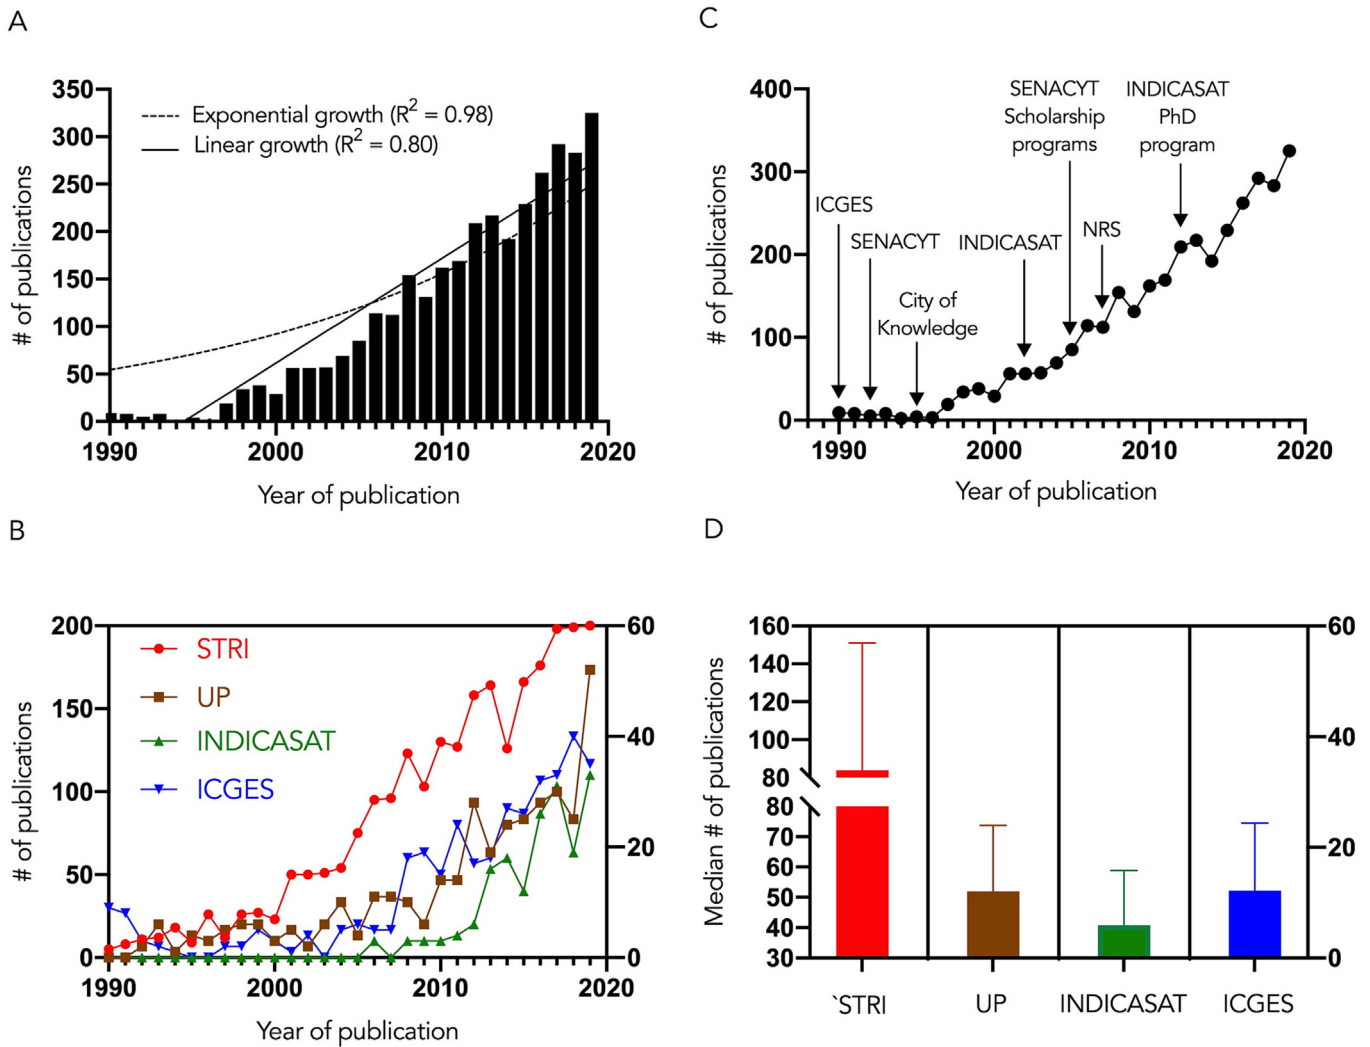 A
350
300
250
200
150
100
50
0
# of publications
Exponential growth (R² = 0.98)
Linear growth (R² = 0.80)
1990
2000
2010
2020
Year of publication
C
400
300
200
100
0
# of publications
ICGES
SENACYT
City of
Knowledge
INDICASAT
SENACYT
Scholarship
programs
NRS
INDICASAT
PhD
program
1990
2000
2010
2020
Year of publication
B
200
150
100
50
0
# of publications
STRI
UP
INDICASAT
ICGES
60
40
20
0
1990
2000
2010
2020
Year of publication
D
160
140
120
100
80
80
70
60
50
40
30
Median # of publications
60
40
20
0
`STRI
UP
INDICASAT
ICGES